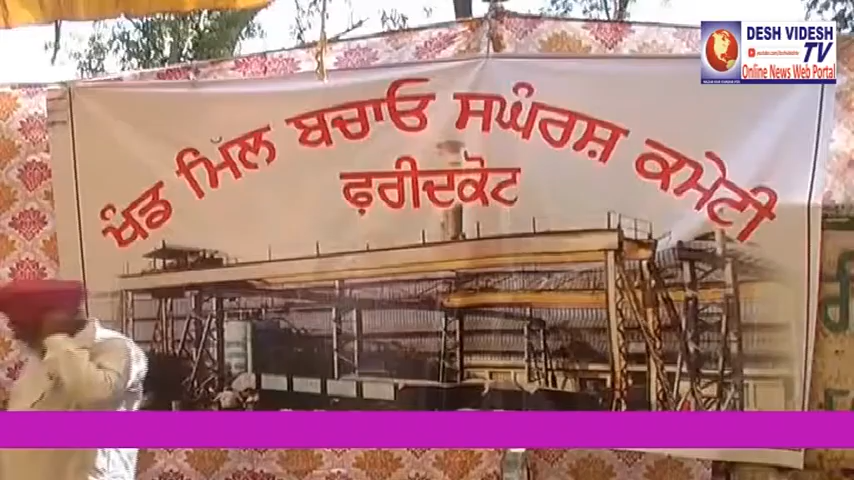 DESH VIDESH
TV
Online News Web Portal
ਖੰਡ ਮਿੱਲ ਬਚਾਓ ਸਘੰਰਸ਼ ਕਮੇਟੀ
ਫ਼ਰੀਦਕੋਟ